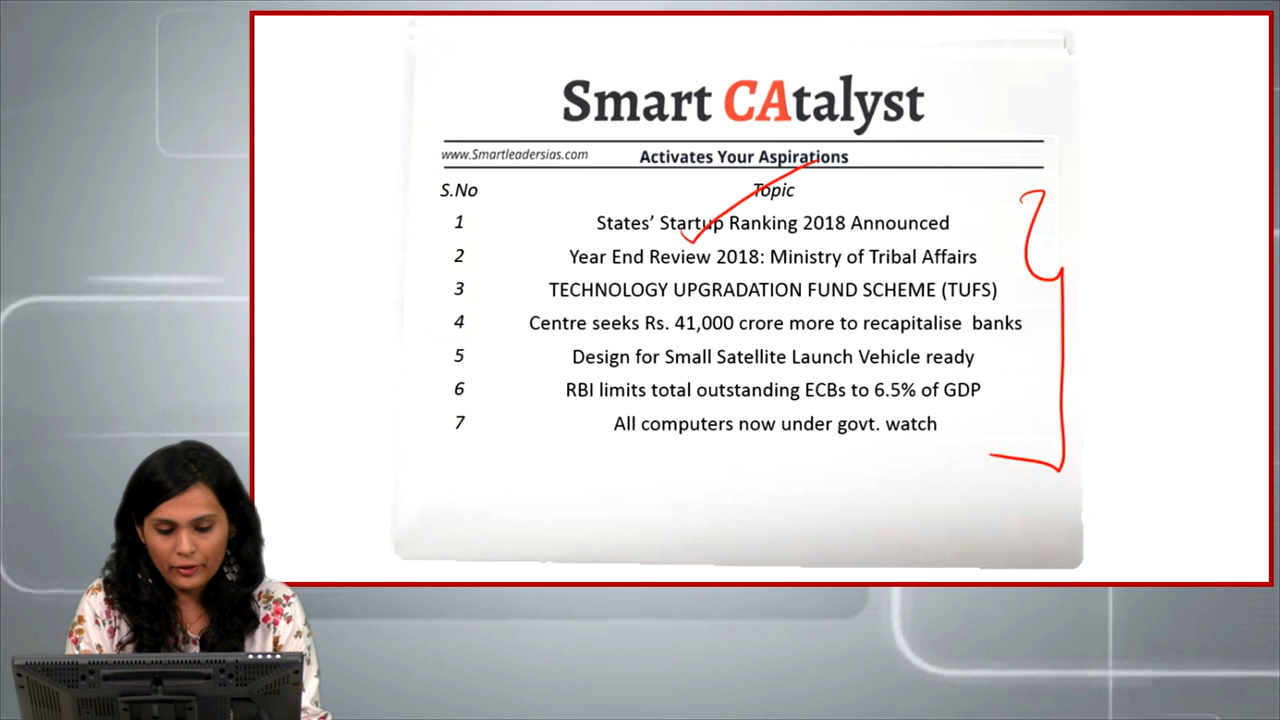 Smart CAtalyst
www.Smartleadersias.com Activates Your Aspirations
S.No Topic
1 States’ Startup Ranking 2018 Announced
2 Year End Review 2018: Ministry of Tribal Affairs
3 TECHNOLOGY UPGRADATION FUND SCHEME (TUFS)
4 Centre seeks Rs. 41,000 crore more to recapitalise banks
5 Design for Small Satellite Launch Vehicle ready
6 RBI limits total outstanding ECBs to 6.5% of GDP
7 All computers now under govt. watch